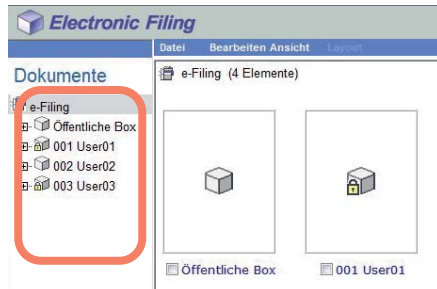 Electronic Filing
Datei Bearbeiten Ansicht Layout
Dokumente
e-Filing
Öffentliche Box
001 User01
002 User02
003 User03
e-Filing (4 Elemente)
Öffentliche Box
001 User01